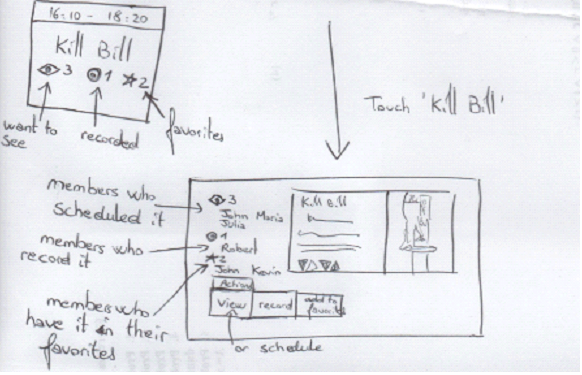 16:10 - 18:20
Kill Bill
3 1 2
want to
see
recorded
favorites
Touch 'Kill Bill'
members who
scheduled it
members who
record it
members who
have it in their
favorites
3
John Maria
Julia
1
Robert
2
John Kevin
Actions
View
record
add to
favorites
or schedule
Kill Bill